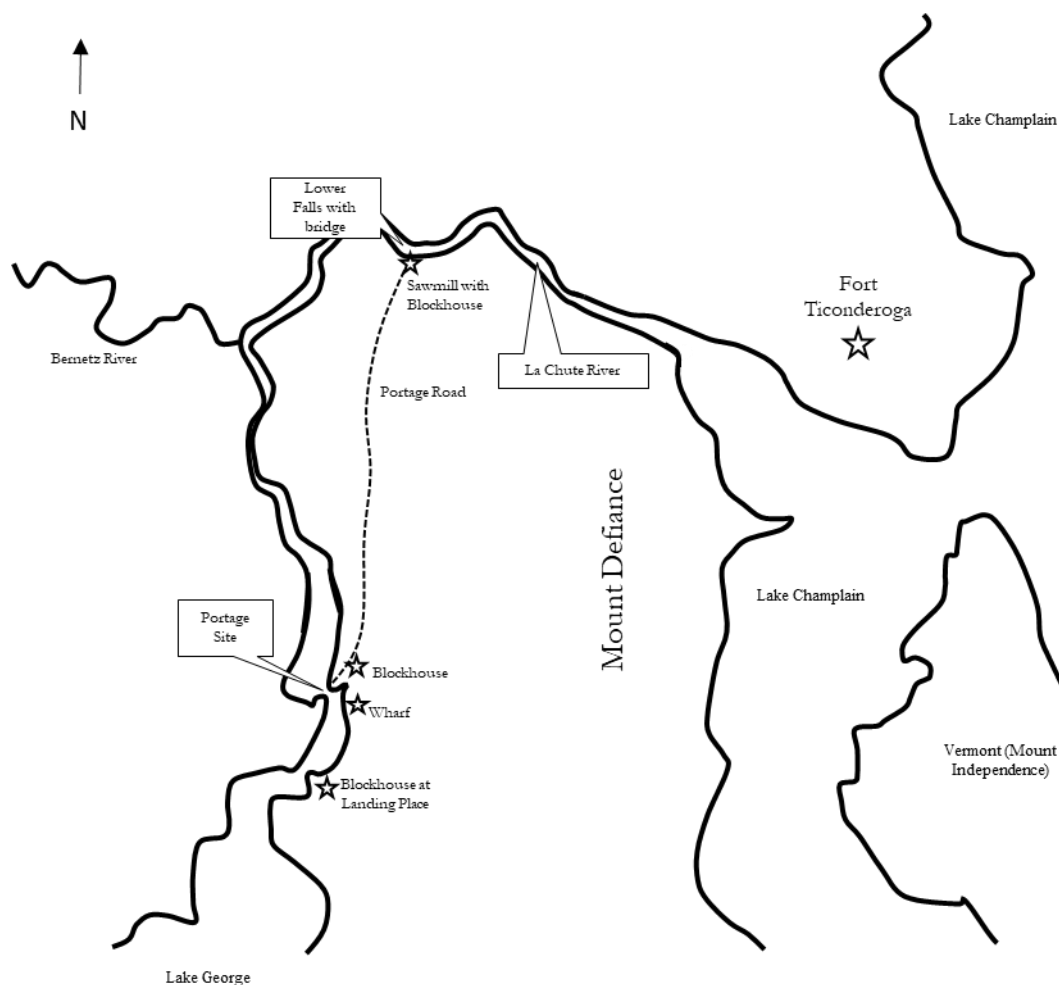 N
Lake Champlain
Lower
Falls with
bridge
Sawmill with
Blockhouse
Fort
Ticonderoga
Bernetz River
La Chute River
Portage Road
Mount Defiance
Lake Champlain
Portage
Site
Blockhouse
Wharf
Vermont (Mount
Independence)
Blockhouse at
Landing Place
Lake George